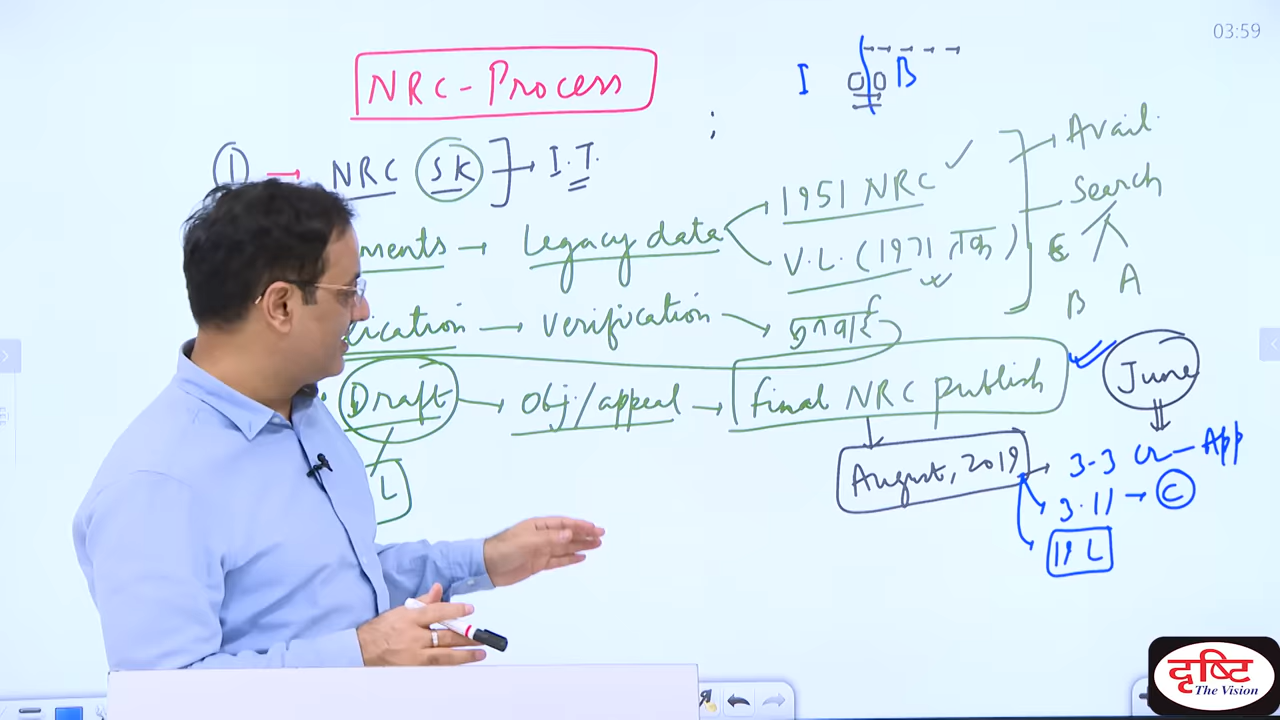 03:59
NRC-Process
I B
① → NRC SK → I.T.
ments → Legacy data
1951 NRC ✓
V.L. (1971 तक)
Avail.
Search
B A
lication → Verification →
Draft → Obj/appeal → final NRC publish
June
L
August, 2019 → 3.3 cr - App
3.11 → C
19 L
दृष्टि
The Vision